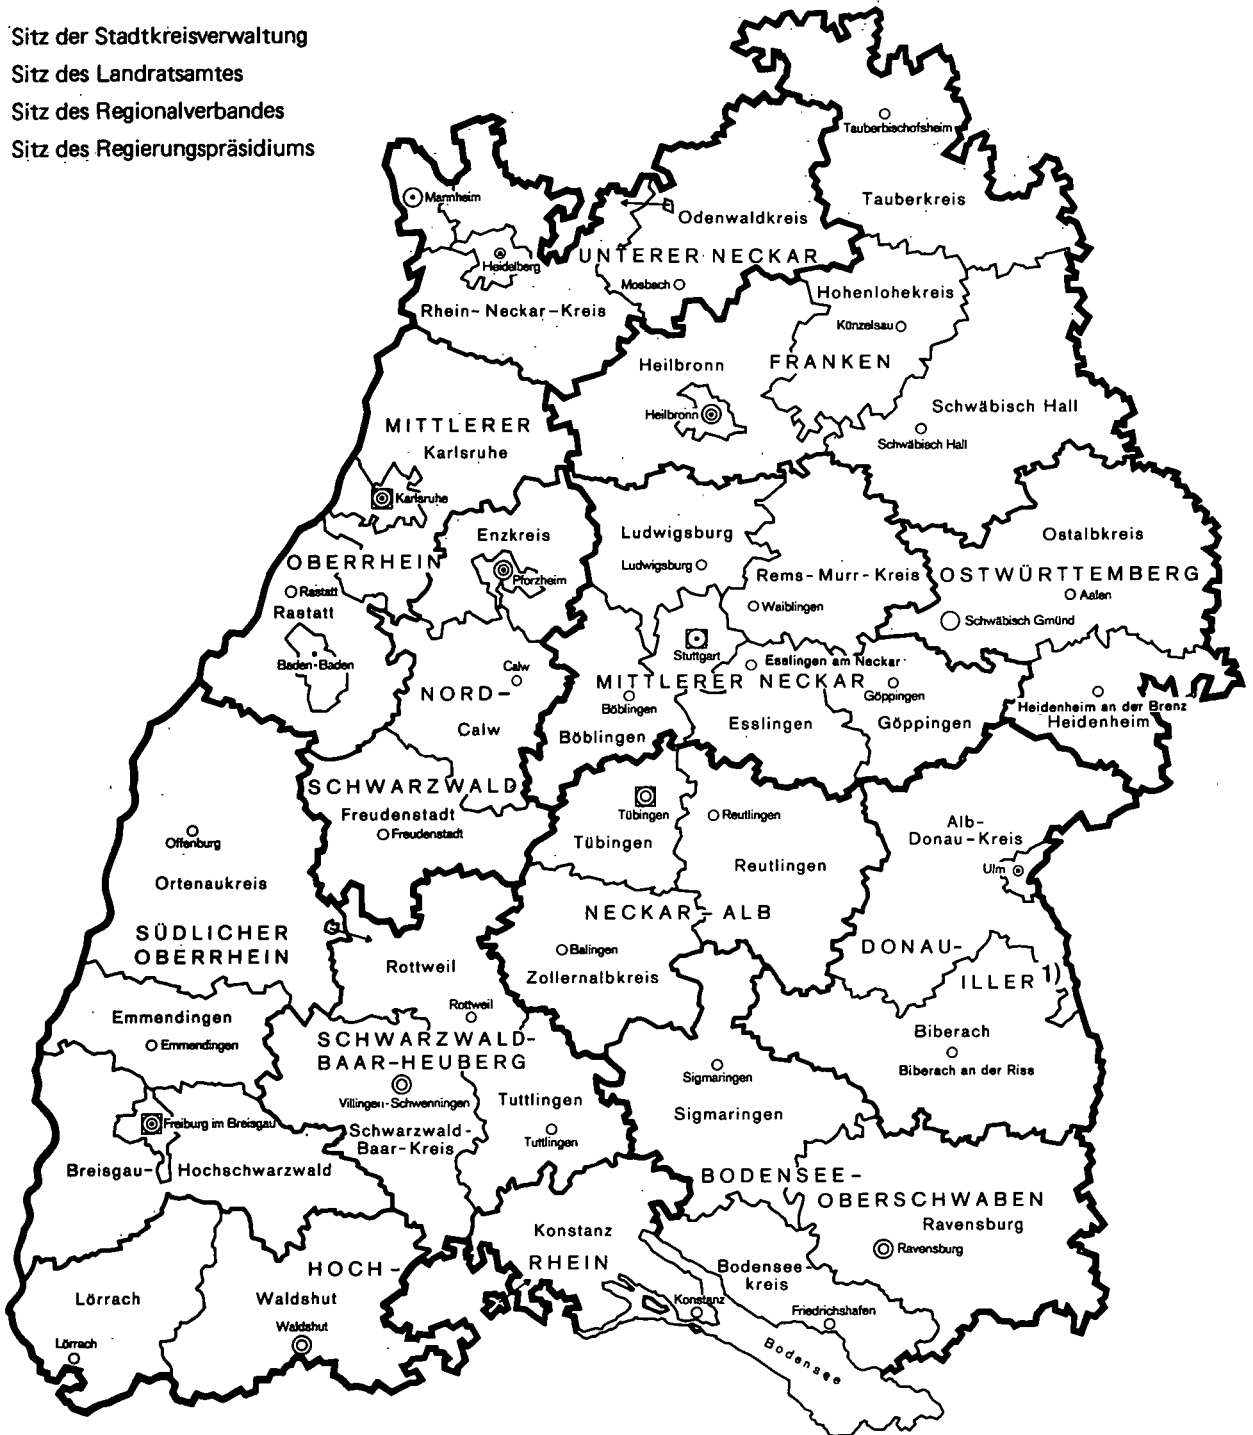 Sitz der Stadtkreisverwaltung
Sitz des Landratsamtes
Sitz des Regionalverbandes
Sitz des Regierungspräsidiums
Tauberbischofsheim
Tauberkreis
Mannheim
Odenwaldkreis
Heidelberg
UNTERER NECKAR
Mosbach
Hohenlohekreis
Rhein-Neckar-Kreis
Künzelsau
Heilbronn
FRANKEN
Heilbronn
Schwäbisch Hall
MITTLERER
Karlsruhe
Schwäbisch Hall
Karlsruhe
Enzkreis
Ludwigsburg
Ostalbkreis
OBERRHEIN
Ludwigsburg
Pforzheim
Rems-Murr-Kreis
OSTWÜRTTEMBERG
Rastatt
Rastatt
Waiblingen
Aalen
Schwäbisch Gmünd
Baden-Baden
Stuttgart
Calw
Esslingen am Neckar
NORD-
MITTLERER NECKAR
Göppingen
Böblingen
Heidenheim an der Brenz
Calw
Böblingen
Esslingen
Göppingen
Heidenheim
SCHWARZWALD
Freudenstadt
Freudenstadt
Tübingen
Reutlingen
Alb-
Donau-Kreis
Offenburg
Tübingen
Reutlingen
Ulm
Ortenaukreis
NECKAR-ALB
SÜDLICHER
OBERRHEIN
Balingen
DONAU-
Rottweil
Zollernalbkreis
ILLER 1)
Rottweil
Emmendingen
Emmendingen
SCHWARZWALD-
BAAR-HEUBERG
Biberach
Biberach an der Riss
Sigmaringen
Villingen-Schwenningen
Tuttlingen
Sigmaringen
Freiburg im Breisgau
Schwarzwald-
Baar-Kreis
Tuttlingen
Breisgau-
Hochschwarzwald
BODENSEE-
OBERSCHWABEN
Konstanz
Ravensburg
Ravensburg
HOCH-
RHEIN
Bodensee-
kreis
Lörrach
Waldshut
Konstanz
Friedrichshafen
Waldshut
Lörrach
Bodensee